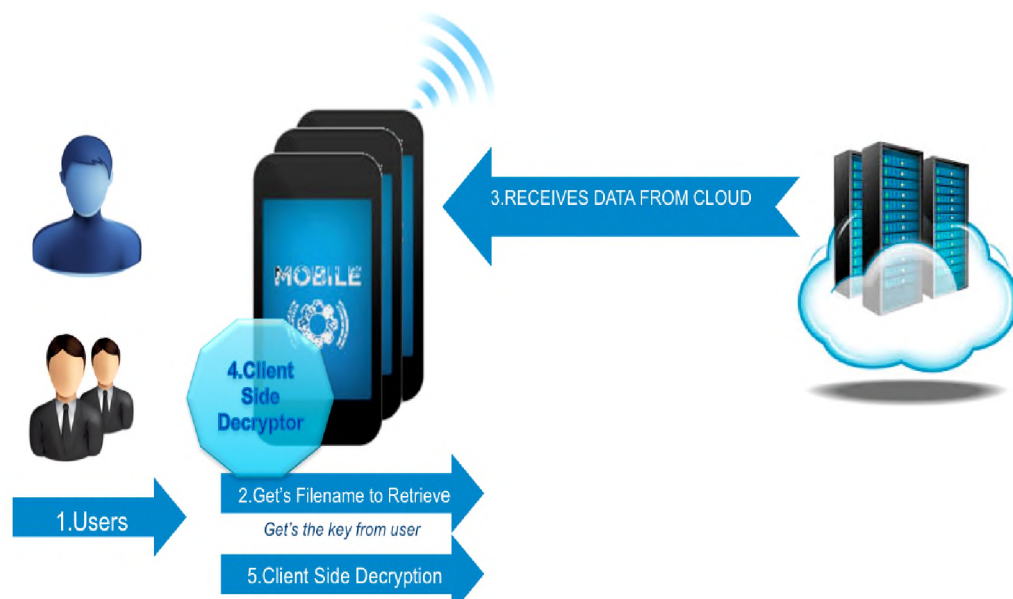 3.RECEIVES DATA FROM CLOUD
MOBILE
4.Client
Side
Decryptor
2.Get's Filename to Retrieve
1.Users
Get's the key from user
5.Client Side Decryption